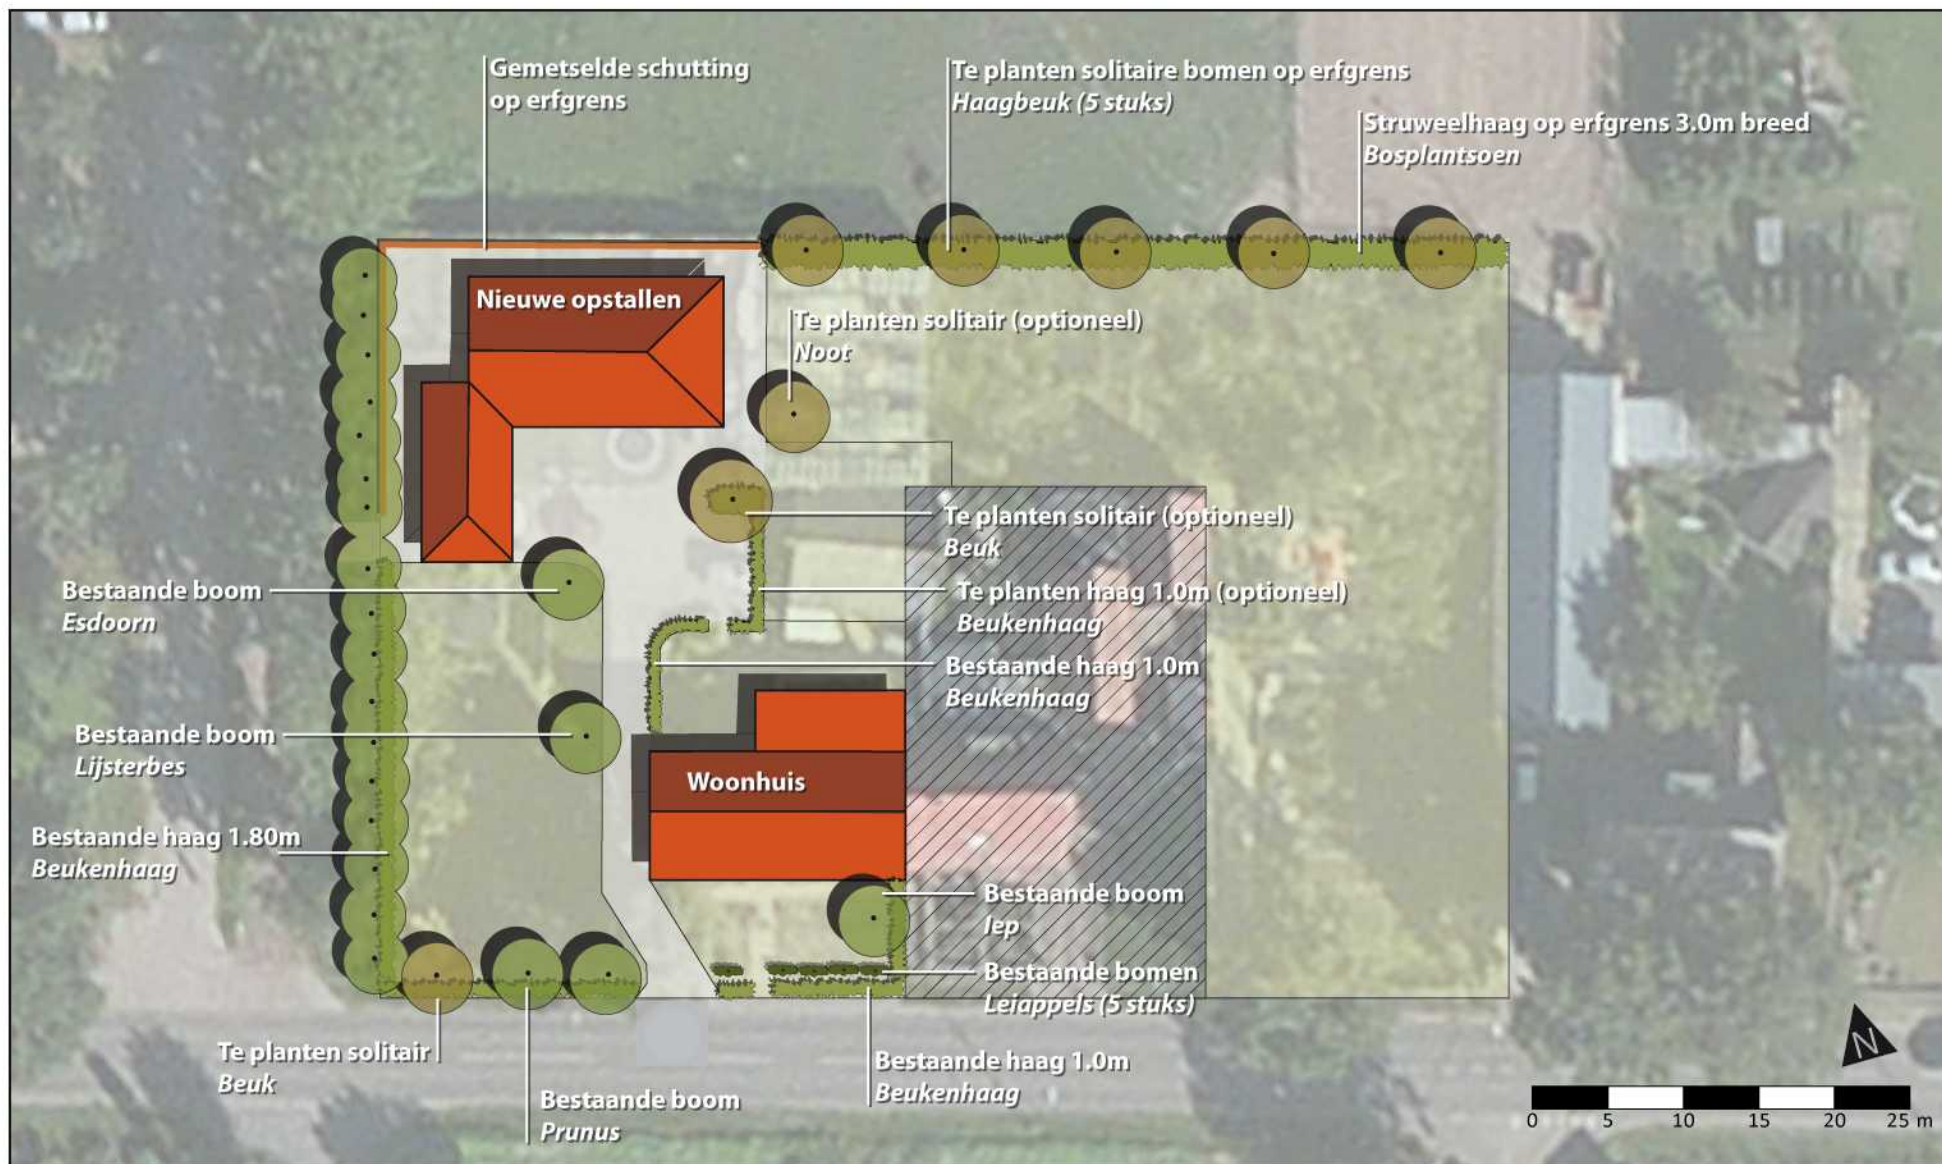 Gemetselde schutting
op erfgrens
Te planten solitaire bomen op erfgrens
Haagbeuk (5 stuks)
Struweelhaag op erfgrens 3.0m breed
Bosplantsoen
Nieuwe opstallen
Te planten solitair (optioneel)
Noot
Te planten solitair (optioneel)
Beuk
Bestaande boom
Esdoorn
Te planten haag 1.0m (optioneel)
Beukenhaag
Bestaande haag 1.0m
Beukenhaag
Bestaande boom
Lijsterbes
Woonhuis
Bestaande haag 1.80m
Beukenhaag
Bestaande boom
Iep
Bestaande bomen
Leiappels (5 stuks)
Te planten solitair
Beuk
Bestaande haag 1.0m
Beukenhaag
Bestaande boom
Prunus
N
0 5 10 15 20 25 m